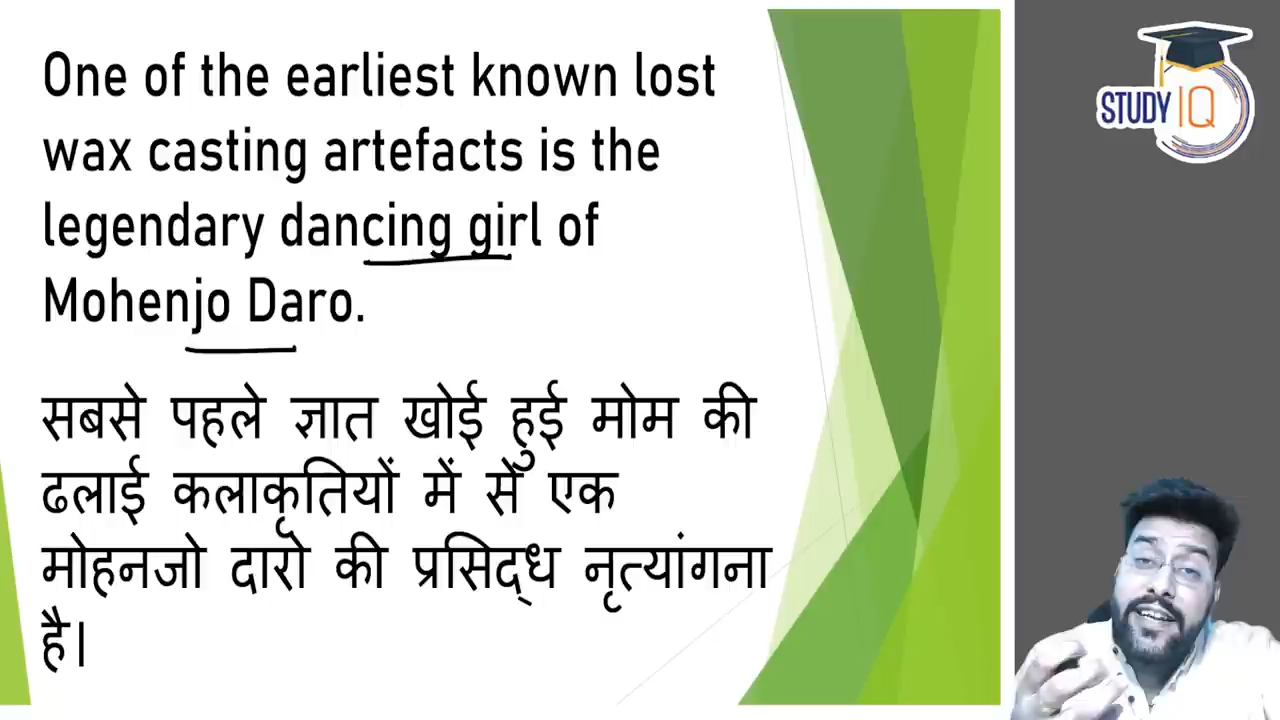 One of the earliest known lost
wax casting artefacts is the
legendary dancing girl of
Mohenjo Daro.
सबसे पहले ज्ञात खोई हुई मोम की
ढलाई कलाकृतियों में से एक
मोहनजो दारो की प्रसिद्ध नृत्यांगना
है।
STUDY IQ